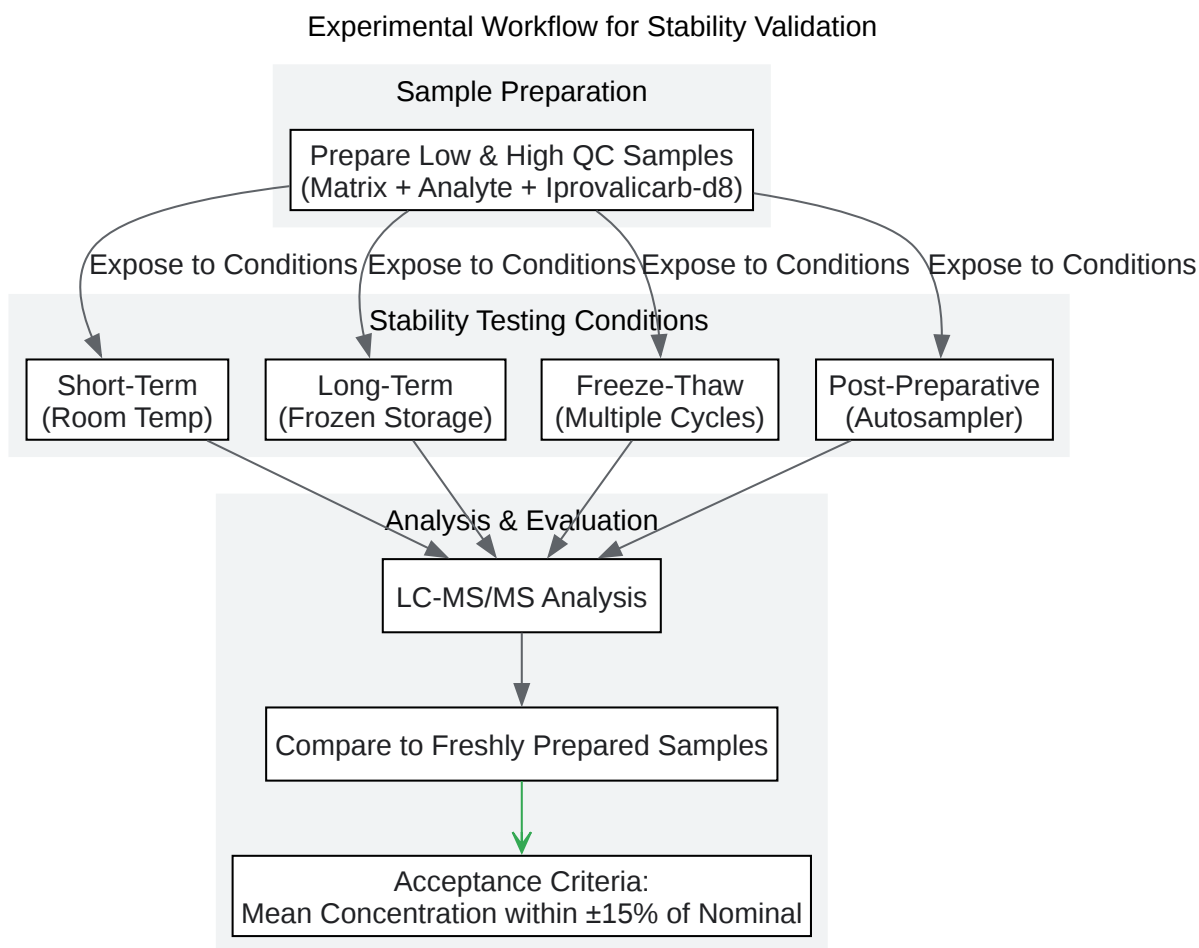 Experimental Workflow for Stability Validation
Sample Preparation
Prepare Low & High QC Samples
(Matrix + Analyte + Iprovalicarb-d8)
Expose to Conditions
Expose to Conditions
Expose to Conditions
Expose to Conditions
Stability Testing Conditions
Short-Term
(Room Temp)
Long-Term
(Frozen Storage)
Freeze-Thaw
(Multiple Cycles)
Post-Preparative
(Autosampler)
Analysis & Evaluation
LC-MS/MS Analysis
Compare to Freshly Prepared Samples
Acceptance Criteria:
Mean Concentration within ±15% of Nominal